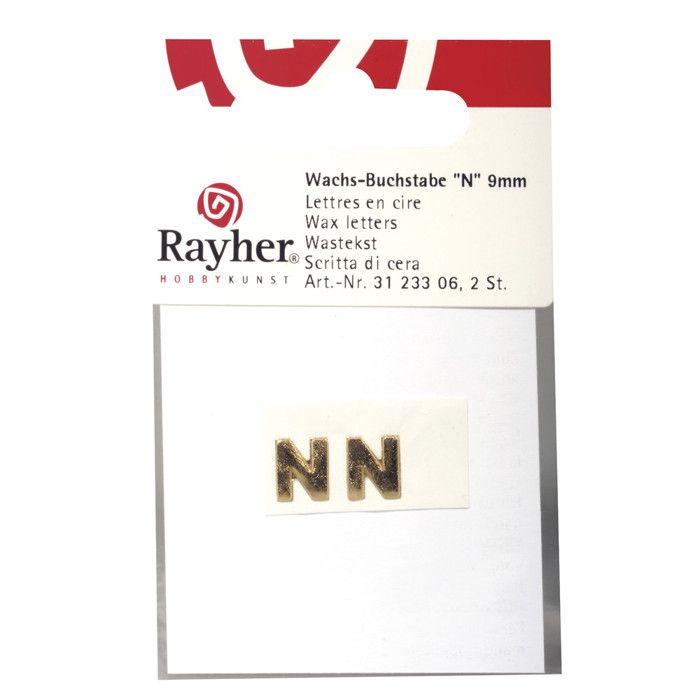 Wachs-Buchstabe "N" 9mm
Lettres en cire
Wax letters
Wastekst
Scritta di cera
Art.-Nr. 31 233 06, 2 St.
Rayher®
HOBBYKUNST
N N